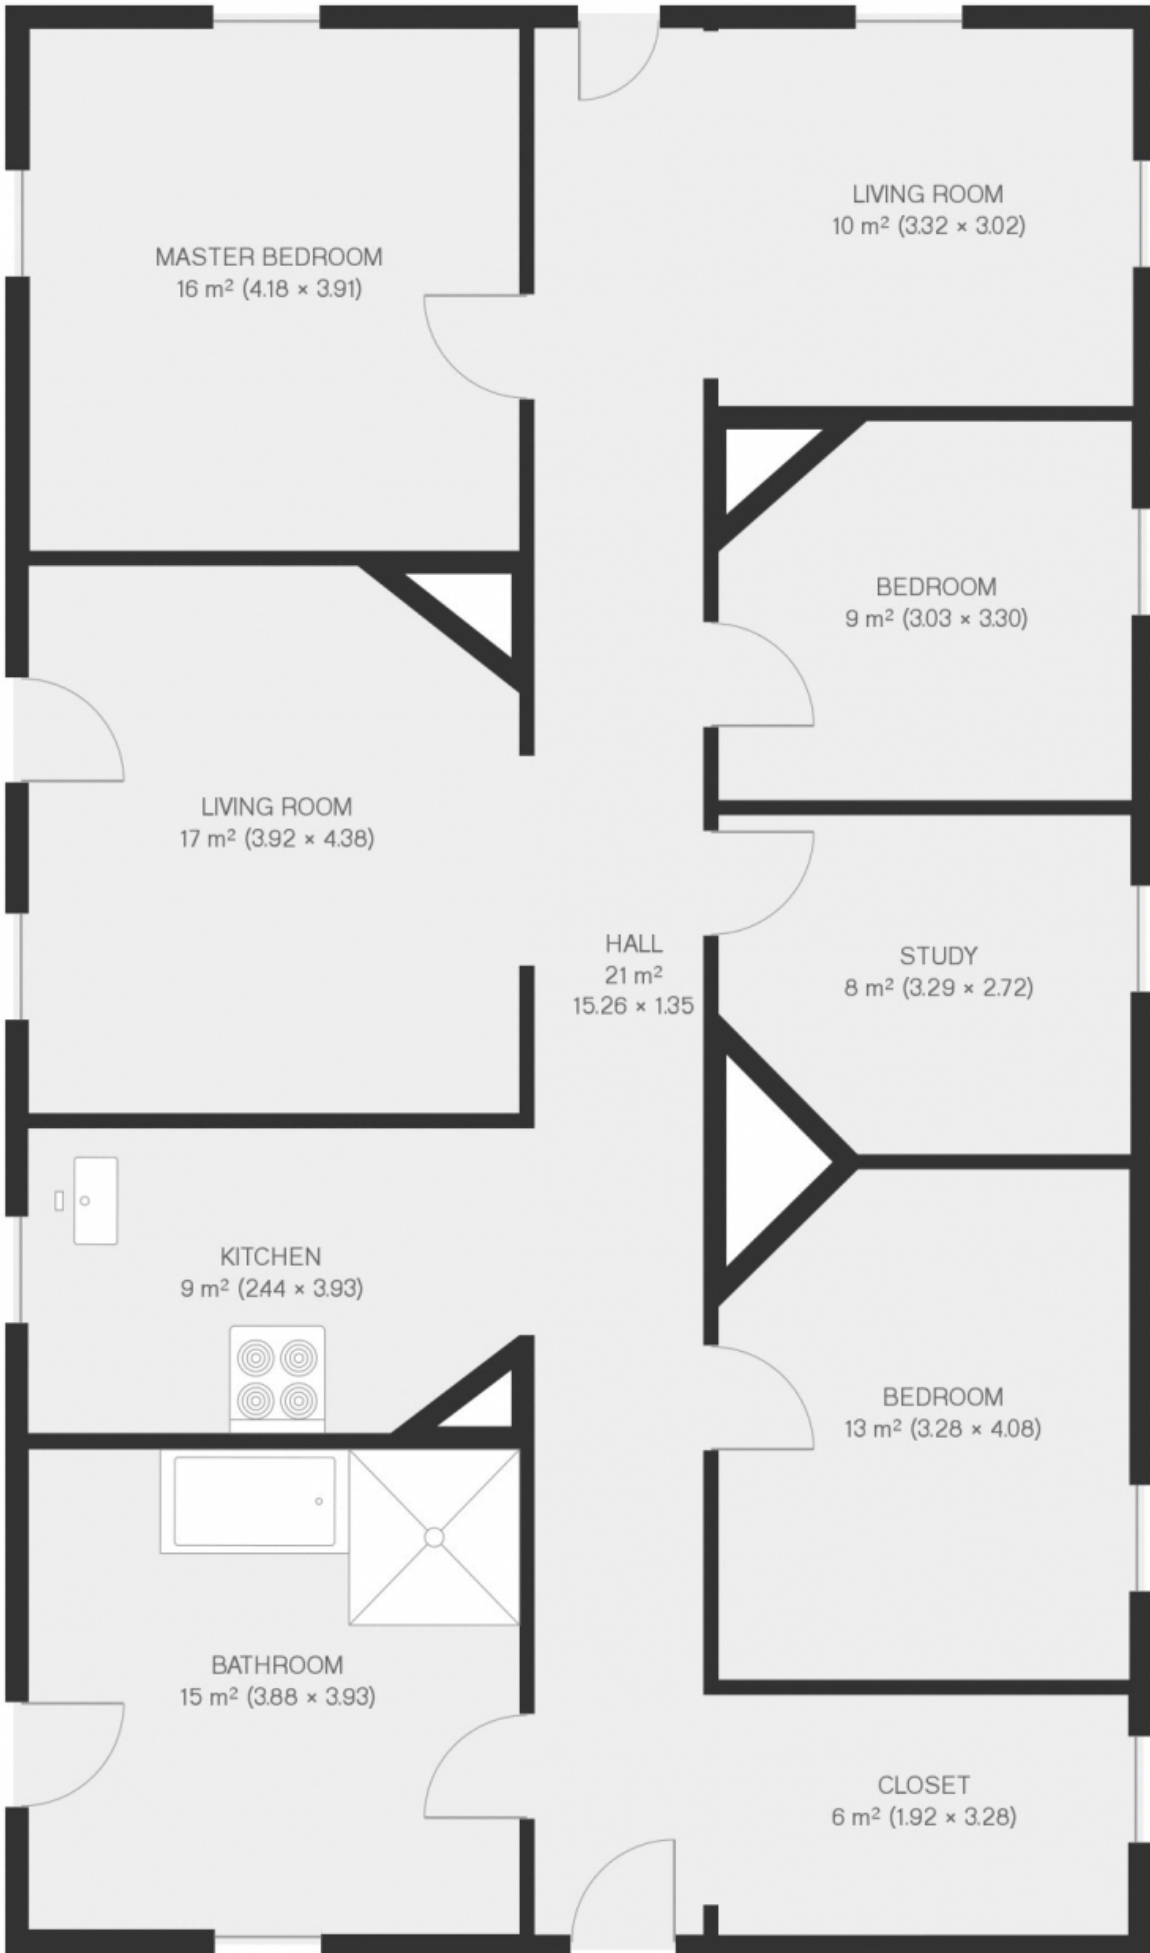 LIVING ROOM
10 m² (3.32 × 3.02)
MASTER BEDROOM
16 m² (4.18 × 3.91)
BEDROOM
9 m² (3.03 × 3.30)
LIVING ROOM
17 m² (3.92 × 4.38)
HALL
21 m²
15.26 × 1.35
STUDY
8 m² (3.29 × 2.72)
KITCHEN
9 m² (2.44 × 3.93)
BEDROOM
13 m² (3.28 × 4.08)
BATHROOM
15 m² (3.88 × 3.93)
CLOSET
6 m² (1.92 × 3.28)